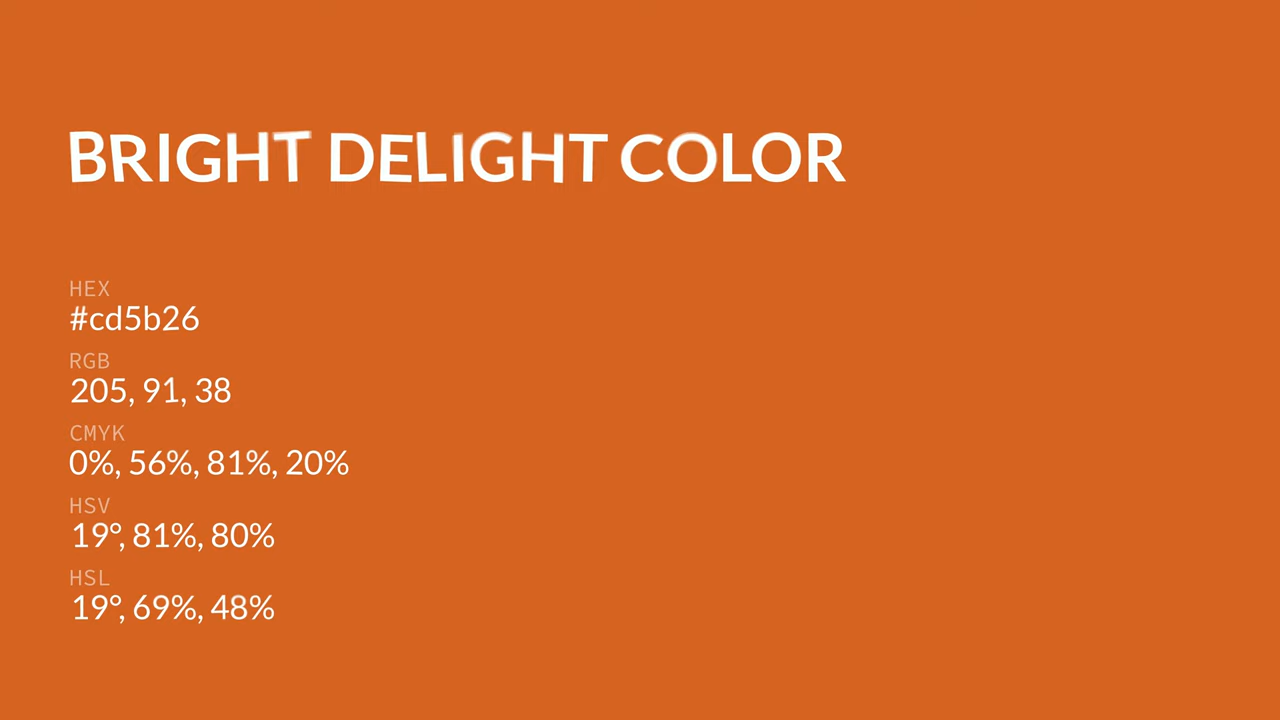 BRIGHT DELIGHT COLOR
HEX
#cd5b26
RGB
205, 91, 38
CMYK
0%, 56%, 81%, 20%
HSV
19°, 81%, 80%
HSL
19°, 69%, 48%